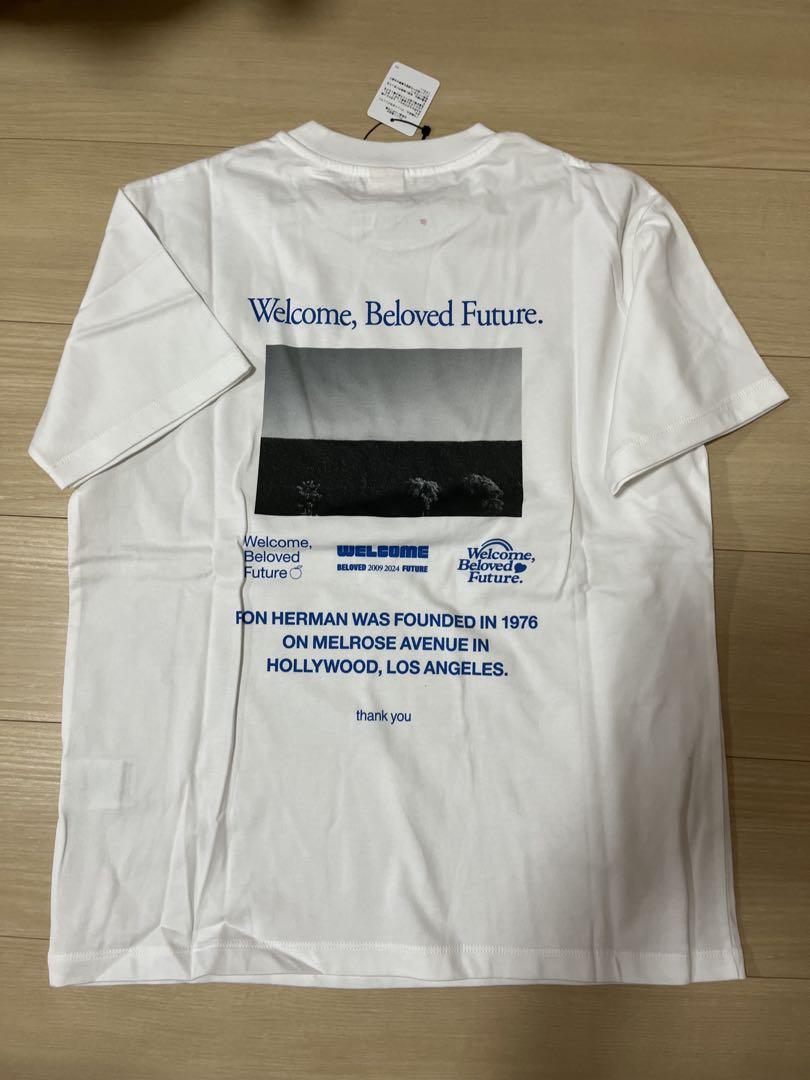 Welcome, Beloved Future.
Welcome,
Beloved
Future
WELCOME
BELOVED 2009 2024 FUTURE
Welcome,
Beloved
Future.
RON HERMAN WAS FOUNDED IN 1976
ON MELROSE AVENUE IN
HOLLYWOOD, LOS ANGELES.
thank you